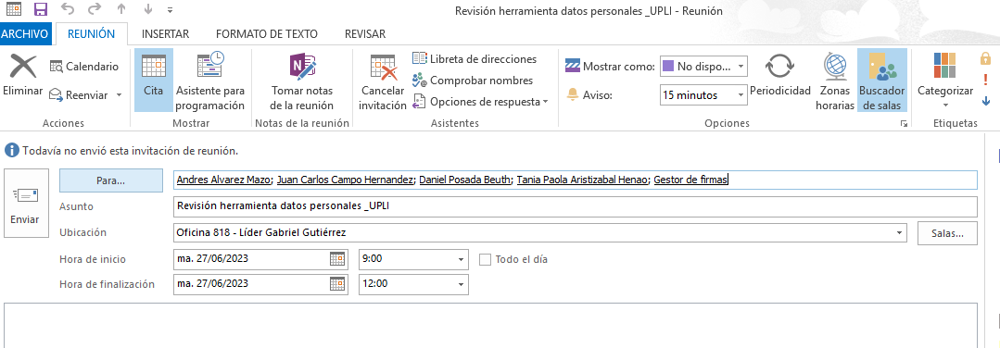 Revisión herramienta datos personales _UPLI - Reunión
ARCHIVO REUNIÓN INSERTAR FORMATO DE TEXTO REVISAR
Eliminar
Calendario
Reenviar
Acciones
Cita
Asistente para
programación
Mostrar
Tomar notas
de la reunión
Notas de la reunión
Cancelar
invitación
Libreta de direcciones
Comprobar nombres
Opciones de respuesta
Asistentes
Mostrar como: No dispo...
Aviso: 15 minutos
Periodicidad
Zonas
horarias
Buscador
de salas
Opciones
Categorizar
Etiquetas
Todavía no envió esta invitación de reunión.
Enviar
Para... Andres Alvarez Mazo; Juan Carlos Campo Hernandez; Daniel Posada Beuth; Tania Paola Aristizabal Henao; Gestor de firmas
Asunto Revisión herramienta datos personales _UPLI
Ubicación Oficina 818 - Líder Gabriel Gutiérrez Salas...
Hora de inicio ma. 27/06/2023 9:00 Todo el día
Hora de finalización ma. 27/06/2023 12:00